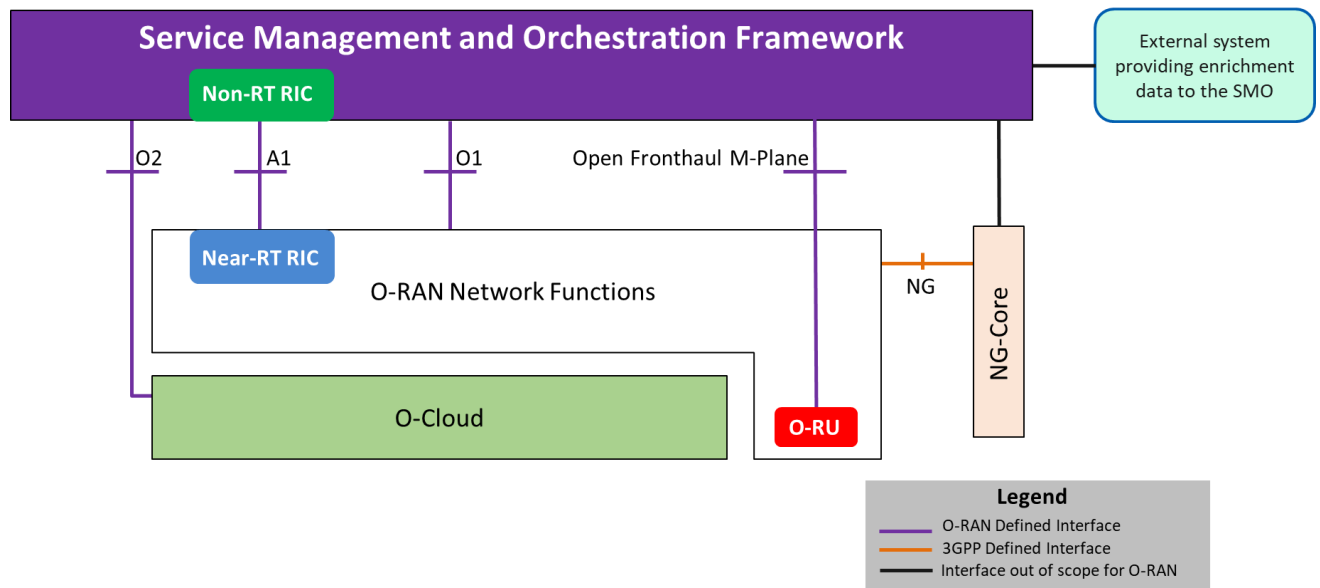 Service Management and Orchestration Framework
External system
providing enrichment
data to the SMO
Non-RT RIC
O2
A1
O1
Open Fronthaul M-Plane
Near-RT RIC
O-RAN Network Functions
NG
NG-Core
O-Cloud
O-RU
Legend
O-RAN Defined Interface
3GPP Defined Interface
Interface out of scope for O-RAN